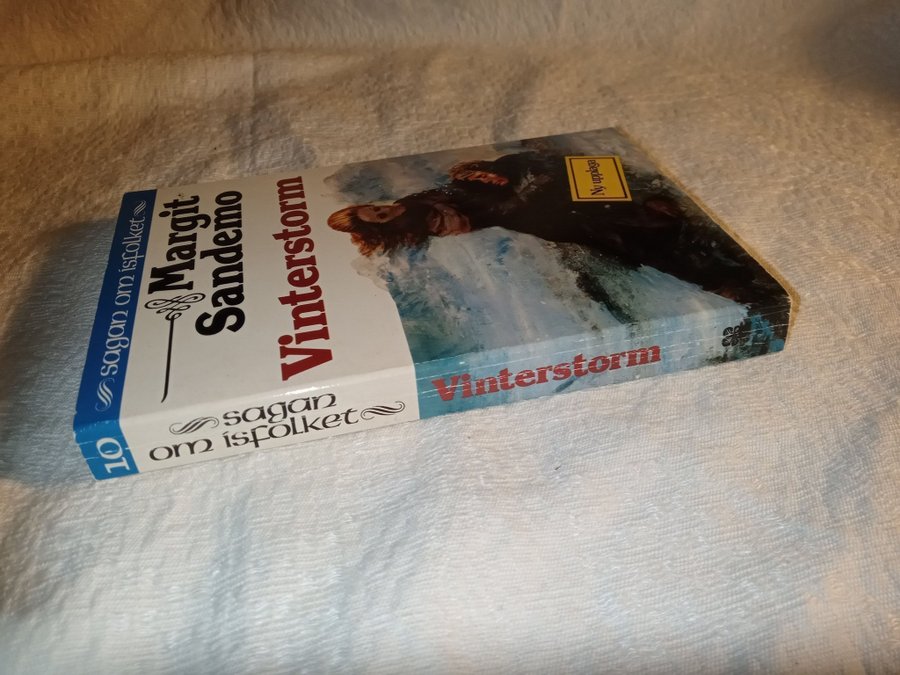 sagan om isfolket
Margit
Sandemo
Vinterstorm
Ny upplaga
10
sagan
om isfolket
Vinterstorm